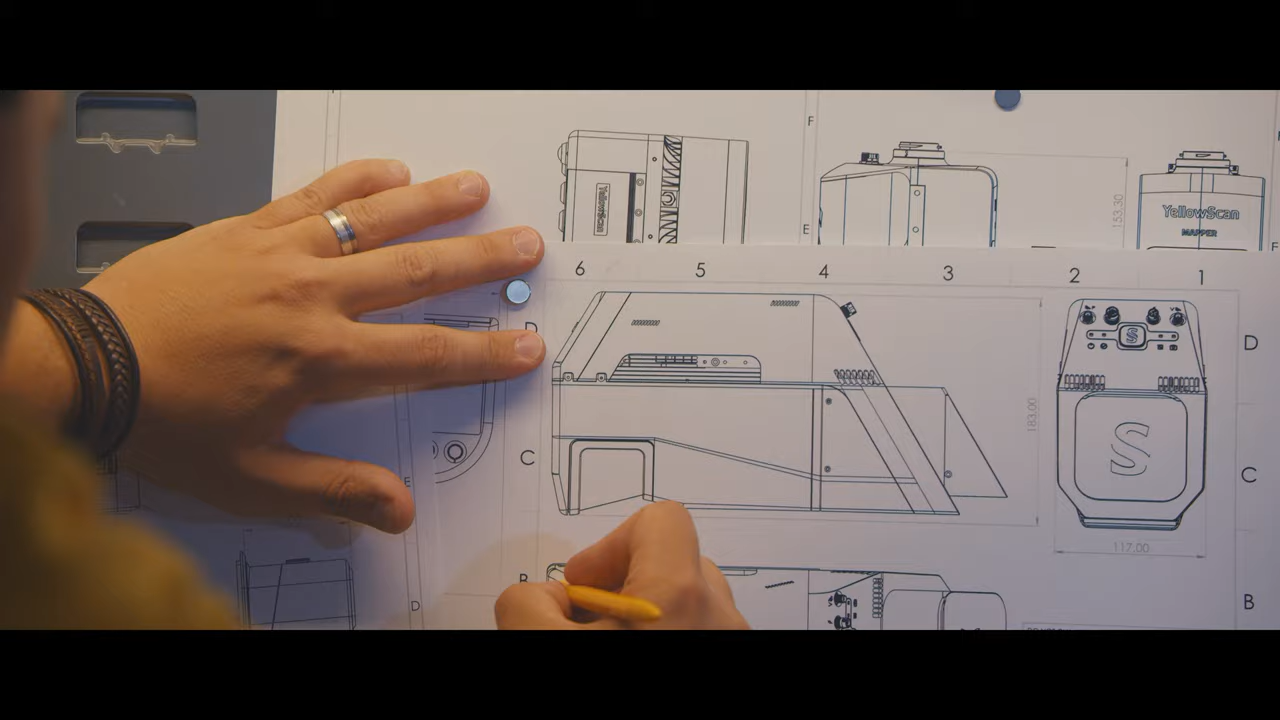 F
E
F
153,30
YellowScan
YellowScan
MAPPER
6 5 4 3 2 1
D
D
183,00
S
S
C
C
E
117,00
B
B
D